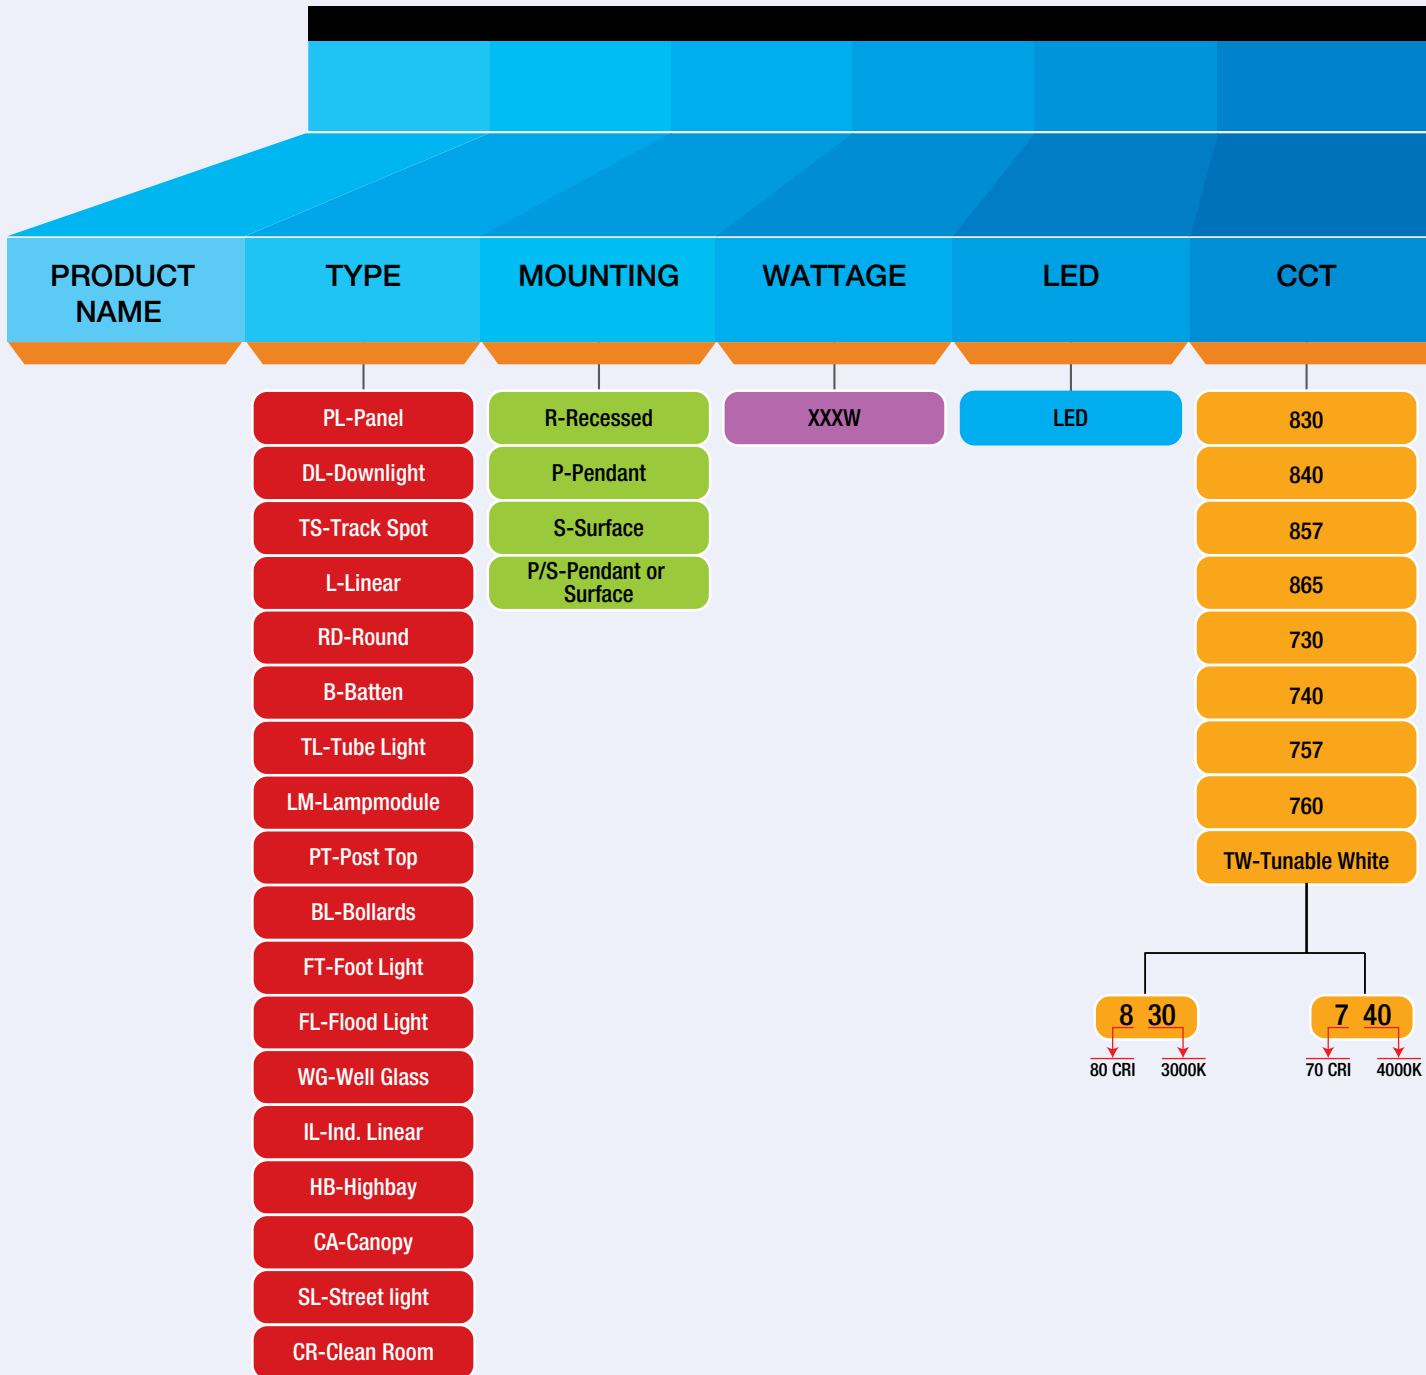 PRODUCT
NAME
TYPE
MOUNTING
WATTAGE
LED
CCT
PL-Panel
DL-Downlight
TS-Track Spot
L-Linear
RD-Round
B-Batten
TL-Tube Light
LM-Lampmodule
PT-Post Top
BL-Bollards
FT-Foot Light
FL-Flood Light
WG-Well Glass
IL-Ind. Linear
HB-Highbay
CA-Canopy
SL-Street light
CR-Clean Room
R-Recessed
P-Pendant
S-Surface
P/S-Pendant or
Surface
XXXW
LED
830
840
857
865
730
740
757
760
TW-Tunable White
8 30
80 CRI 3000K
7 40
70 CRI 4000K